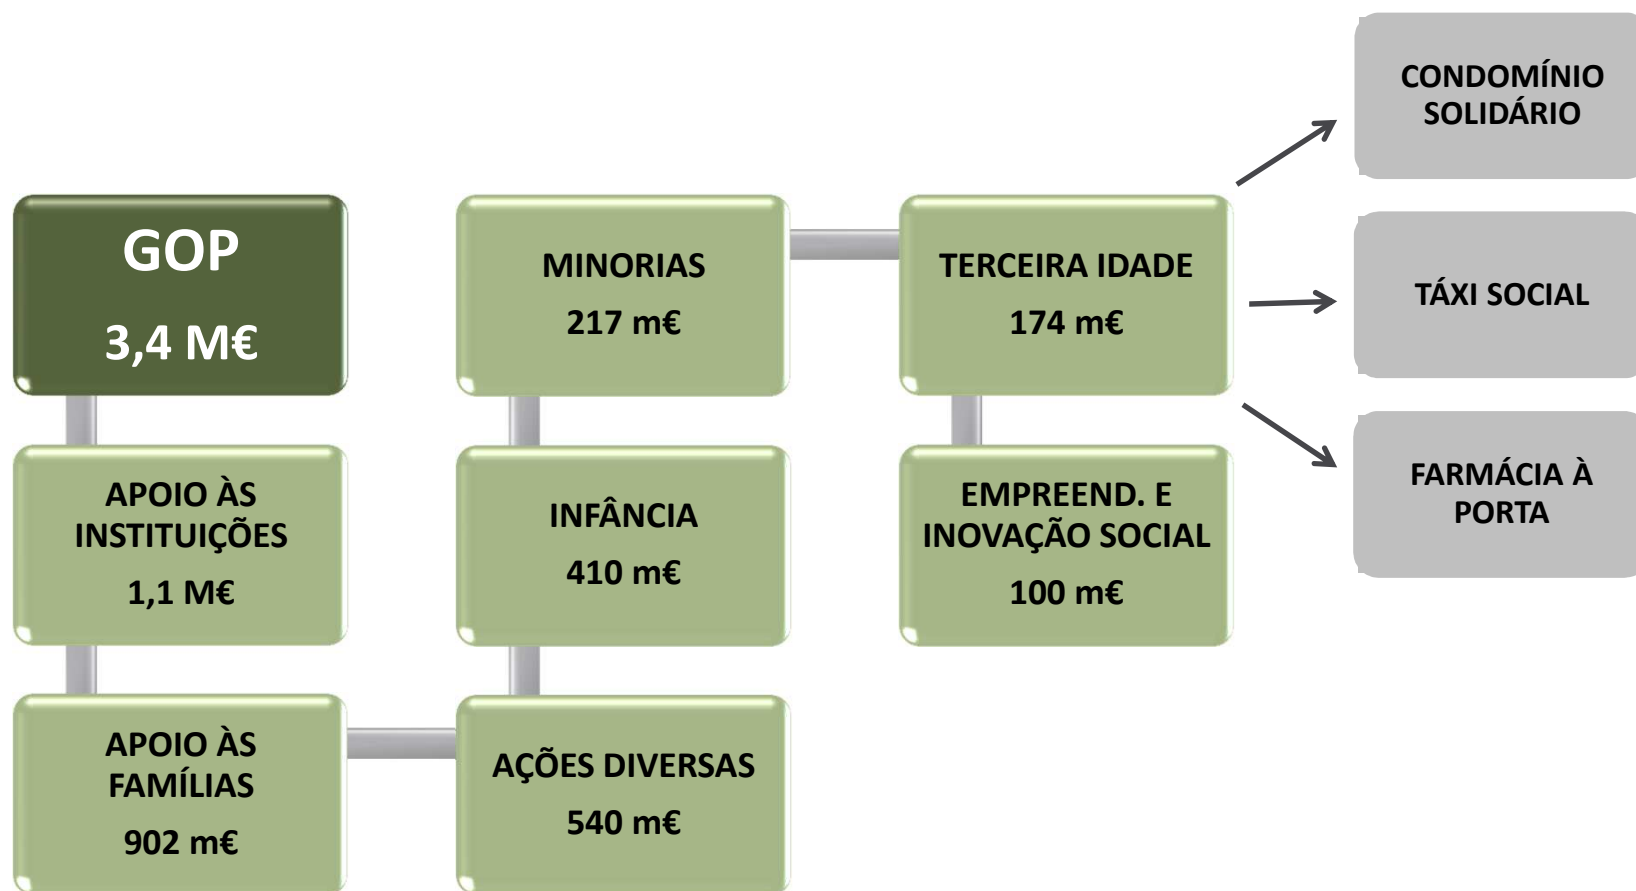 GOP
3,4 M€
APOIO ÀS
INSTITUIÇÕES
1,1 M€
APOIO ÀS
FAMÍLIAS
902 m€
AÇÕES DIVERSAS
540 m€
INFÂNCIA
410 m€
MINORIAS
217 m€
TERCEIRA IDADE
174 m€
EMPREEND. E
INOVAÇÃO SOCIAL
100 m€
CONDOMÍNIO
SOLIDÁRIO
TÁXI SOCIAL
FARMÁCIA À
PORTA